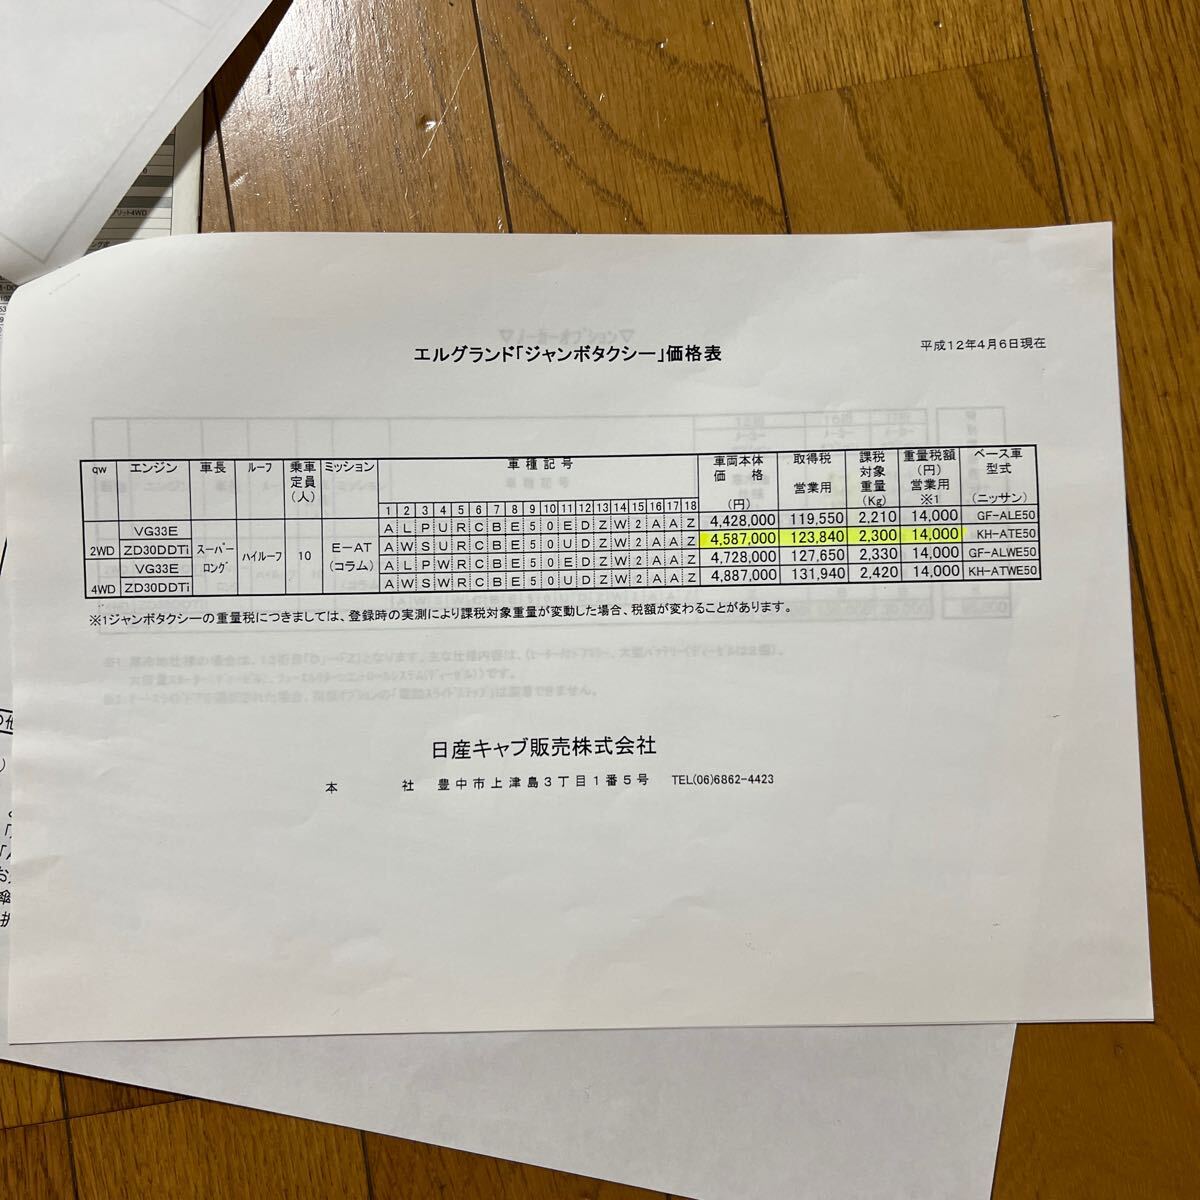 エルグランド「ジャンボタクシー」価格表
平成12年4月6日現在
qw エンジン 車長 ルーフ 乗車定員(人) ミッション 車種記号 車両本体価格(円) 取得税営業用 課税対象重量(Kg) 重量税額(円)営業用※1 ベース車型式(ニッサン)
1 2 3 4 5 6 7 8 9 10 11 12 13 14 15 16 17 18
2WD VG33E スーパーロング ハイルーフ 10 E-AT(コラム) A L P U R C B E 5 0 E D Z W 2 A A Z 4,428,000 119,550 2,210 14,000 GF-ALE50
ZD30DDTi A W S U R C B E 5 0 U D Z W 2 A A Z 4,587,000 123,840 2,300 14,000 KH-ATE50
4WD VG33E A L P W R C B E 5 0 E D Z W 2 A A Z 4,728,000 127,650 2,330 14,000 GF-ALWE50
ZD30DDTi A W S W R C B E 5 0 U D Z W 2 A A Z 4,887,000 131,940 2,420 14,000 KH-ATWE50
※1ジャンボタクシーの重量税につきましては、登録時の実測により課税対象重量が変動した場合、税額が変わることがあります。
日産キャブ販売株式会社
本 社 豊中市上津島3丁目1番5号 TEL(06)6862-4423